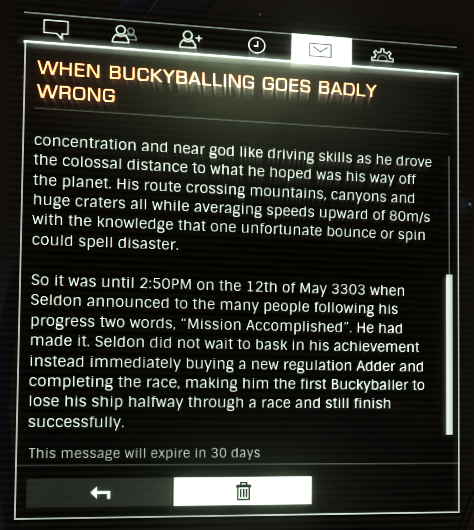 WHEN BUCKYBALLING GOES BADLY
WRONG
concentration and near god like driving skills as he drove
the colossal distance to what he hoped was his way off
the planet. His route crossing mountains, canyons and
huge craters all while averaging speeds upward of 80m/s
with the knowledge that one unfortunate bounce or spin
could spell disaster.
So it was until 2:50PM on the 12th of May 3303 when
Seldon announced to the many people following his
progress two words, “Mission Accomplished”. He had
made it. Seldon did not wait to bask in his achievement
instead immediately buying a new regulation Adder and
completing the race, making him the first Buckyballer to
lose his ship halfway through a race and still finish
successfully.
This message will expire in 30 days